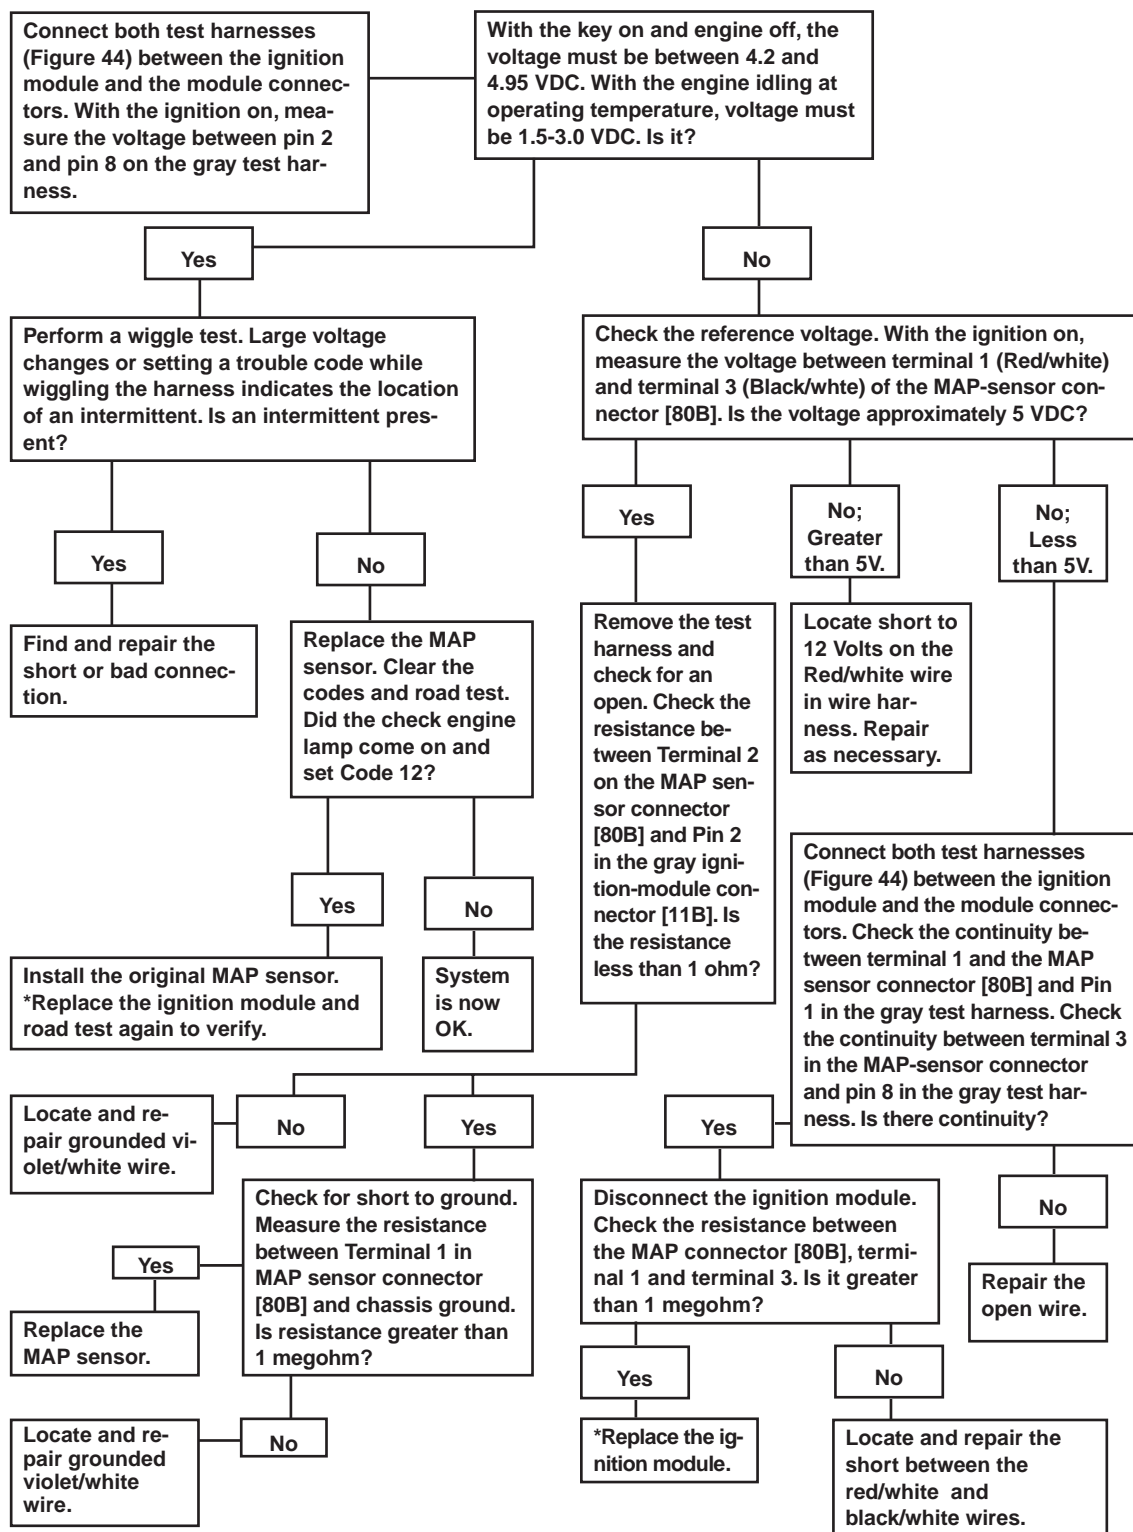 Connect both test harnesses
(Figure 44) between the ignition
module and the module connec-
tors. With the ignition on, mea-
sure the voltage between pin 2
and pin 8 on the gray test har-
ness.
With the key on and engine off, the
voltage must be between 4.2 and
4.95 VDC. With the engine idling at
operating temperature, voltage must
be 1.5-3.0 VDC. Is it?
Yes
No
Perform a wiggle test. Large voltage
changes or setting a trouble code while
wiggling the harness indicates the location
of an intermittent. Is an intermittent pres-
ent?
Check the reference voltage. With the ignition on,
measure the voltage between terminal 1 (Red/white)
and terminal 3 (Black/whte) of the MAP-sensor con-
nector [80B]. Is the voltage approximately 5 VDC?
Yes
No
Yes
No;
Greater
than 5V.
No;
Less
than 5V.
Find and repair the
short or bad connec-
tion.
Replace the MAP
sensor. Clear the
codes and road test.
Did the check engine
lamp come on and
set Code 12?
Remove the test
harness and
check for an
open. Check the
resistance be-
tween Terminal 2
on the MAP sen-
sor connector
[80B] and Pin 2
in the gray igni-
ition-module con-
nector [11B]. Is
the resistance
less than 1 ohm?
Locate short to
12 Volts on the
Red/white wire
in wire har-
ness. Repair
as necessary.
Connect both test harnesses
(Figure 44) between the ignition
module and the module connec-
tors. Check the continuity be-
tween terminal 1 and the MAP
sensor connector [80B] and Pin
1 in the gray test harness. Check
the continuity between terminal 3
in the MAP-sensor connector
and pin 8 in the gray test har-
ness. Is there continuity?
Yes
No
Install the original MAP sensor.
*Replace the ignition module and
road test again to verify.
System
is now
OK.
Locate and re-
pair grounded vi-
olet/white wire.
No
Yes
Yes
No
Check for short to ground.
Measure the resistance
between Terminal 1 in
MAP sensor connector
[80B] and chassis ground.
Is resistance greater than
1 megohm?
Disconnect the ignition module.
Check the resistance between
the MAP connector [80B], termi-
nal 1 and terminal 3. Is it greater
than 1 megohm?
Repair the
open wire.
Yes
Replace the
MAP sensor.
Yes
No
Locate and re-
pair grounded
violet/white
wire.
No
*Replace the ig-
nition module.
Locate and repair the
short between the
red/white and
black/white wires.